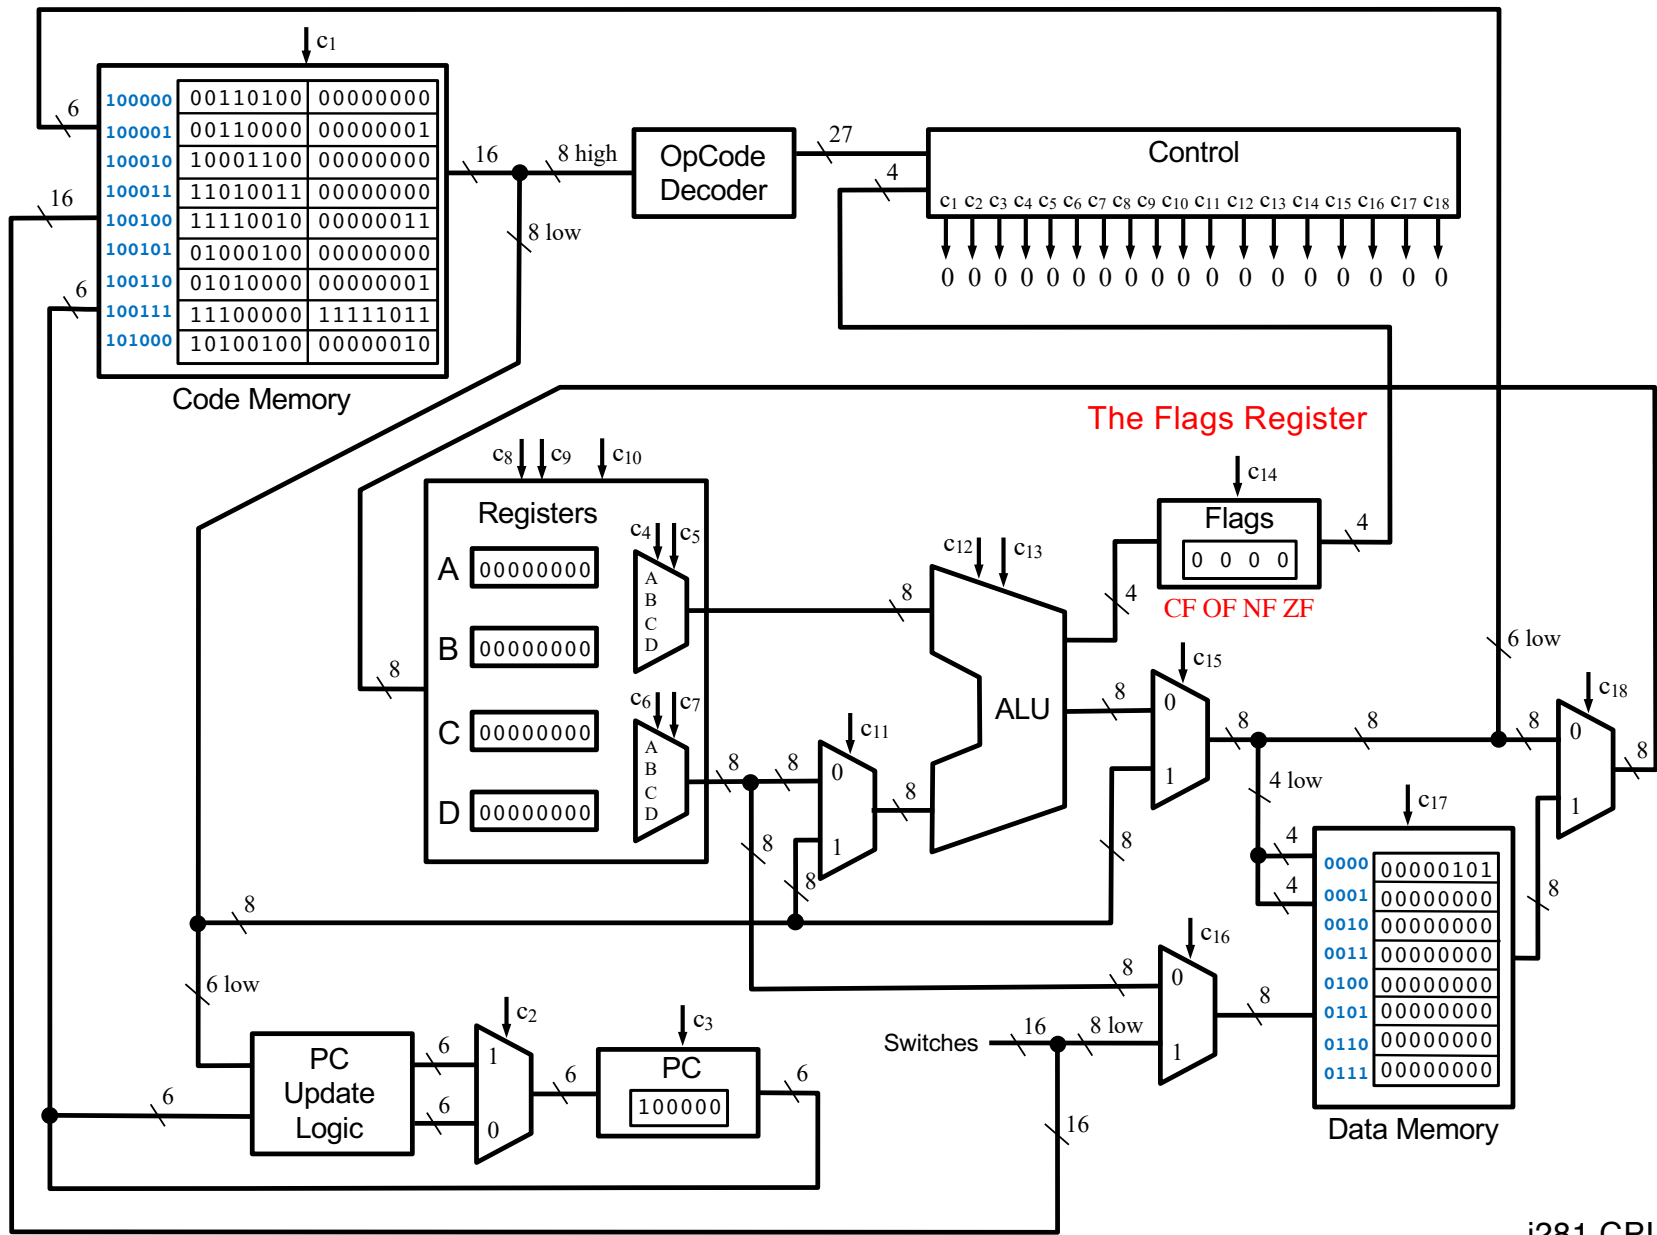 c1
100000 00110100 00000000
100001 00110000 00000001
100010 10001100 00000000
100011 11010011 00000000
100100 11110010 00000011
100101 01000100 00000000
100110 01010000 00000001
100111 11100000 11111011
101000 10100100 00000010
Code Memory
6
16
6
16
8 high
8 low
OpCode
Decoder
27
4
Control
c1 c2 c3 c4 c5 c6 c7 c8 c9 c10 c11 c12 c13 c14 c15 c16 c17 c18
0 0 0 0 0 0 0 0 0 0 0 0 0 0 0 0 0 0
The Flags Register
c14
Flags
0 0 0 0
CF OF NF ZF
4
4
c8 c9 c10
Registers
A 00000000
B 00000000
C 00000000
D 00000000
8
c4 c5
A
B
C
D
c6 c7
A
B
C
D
8
8
8
8
c11
0
1
8
8
8
c12 c13
ALU
8
8
c15
0
1
8
8
4 low
6 low
8
c18
0
1
8
c17
4
4
0000 00000101
0001 00000000
0010 00000000
0011 00000000
0100 00000000
0101 00000000
0110 00000000
0111 00000000
Data Memory
8
c16
0
1
8
8
Switches
16
8 low
16
6 low
PC
Update
Logic
6
6
6
c2
1
0
6
c3
PC
100000
6